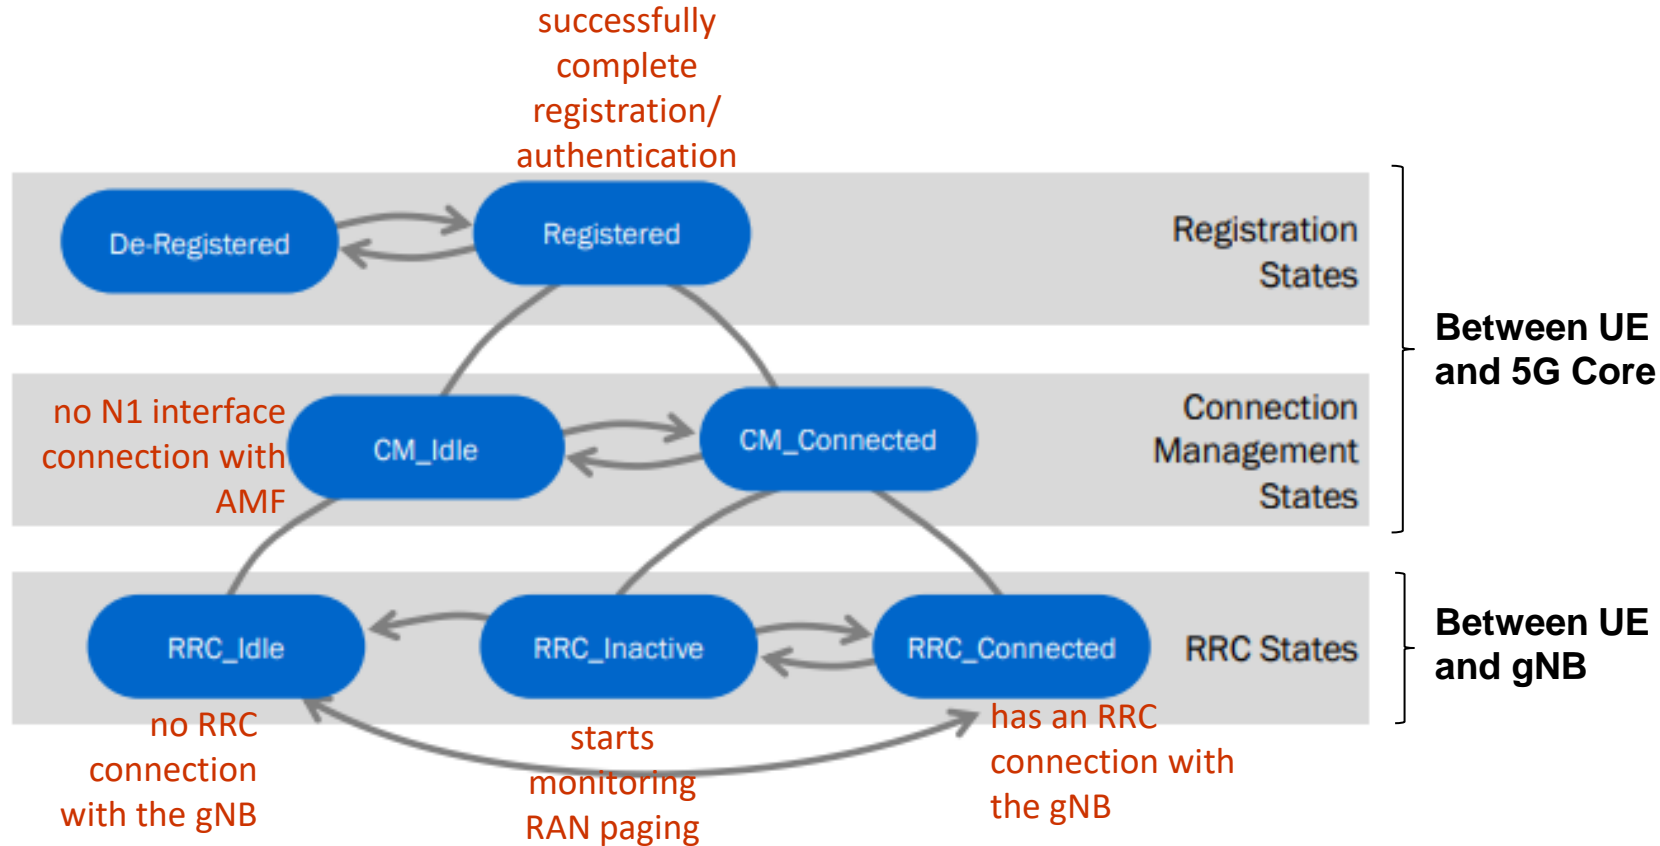 successfully
complete
registration/
authentication
De-Registered
Registered
Registration
States
Between UE
and 5G Core
no N1 interface
connection with
AMF
CM_Idle
CM_Connected
Connection
Management
States
RRC_Idle
RRC_Inactive
RRC_Connected
RRC States
Between UE
and gNB
no RRC
connection
with the gNB
starts
monitoring
RAN paging
has an RRC
connection with
the gNB